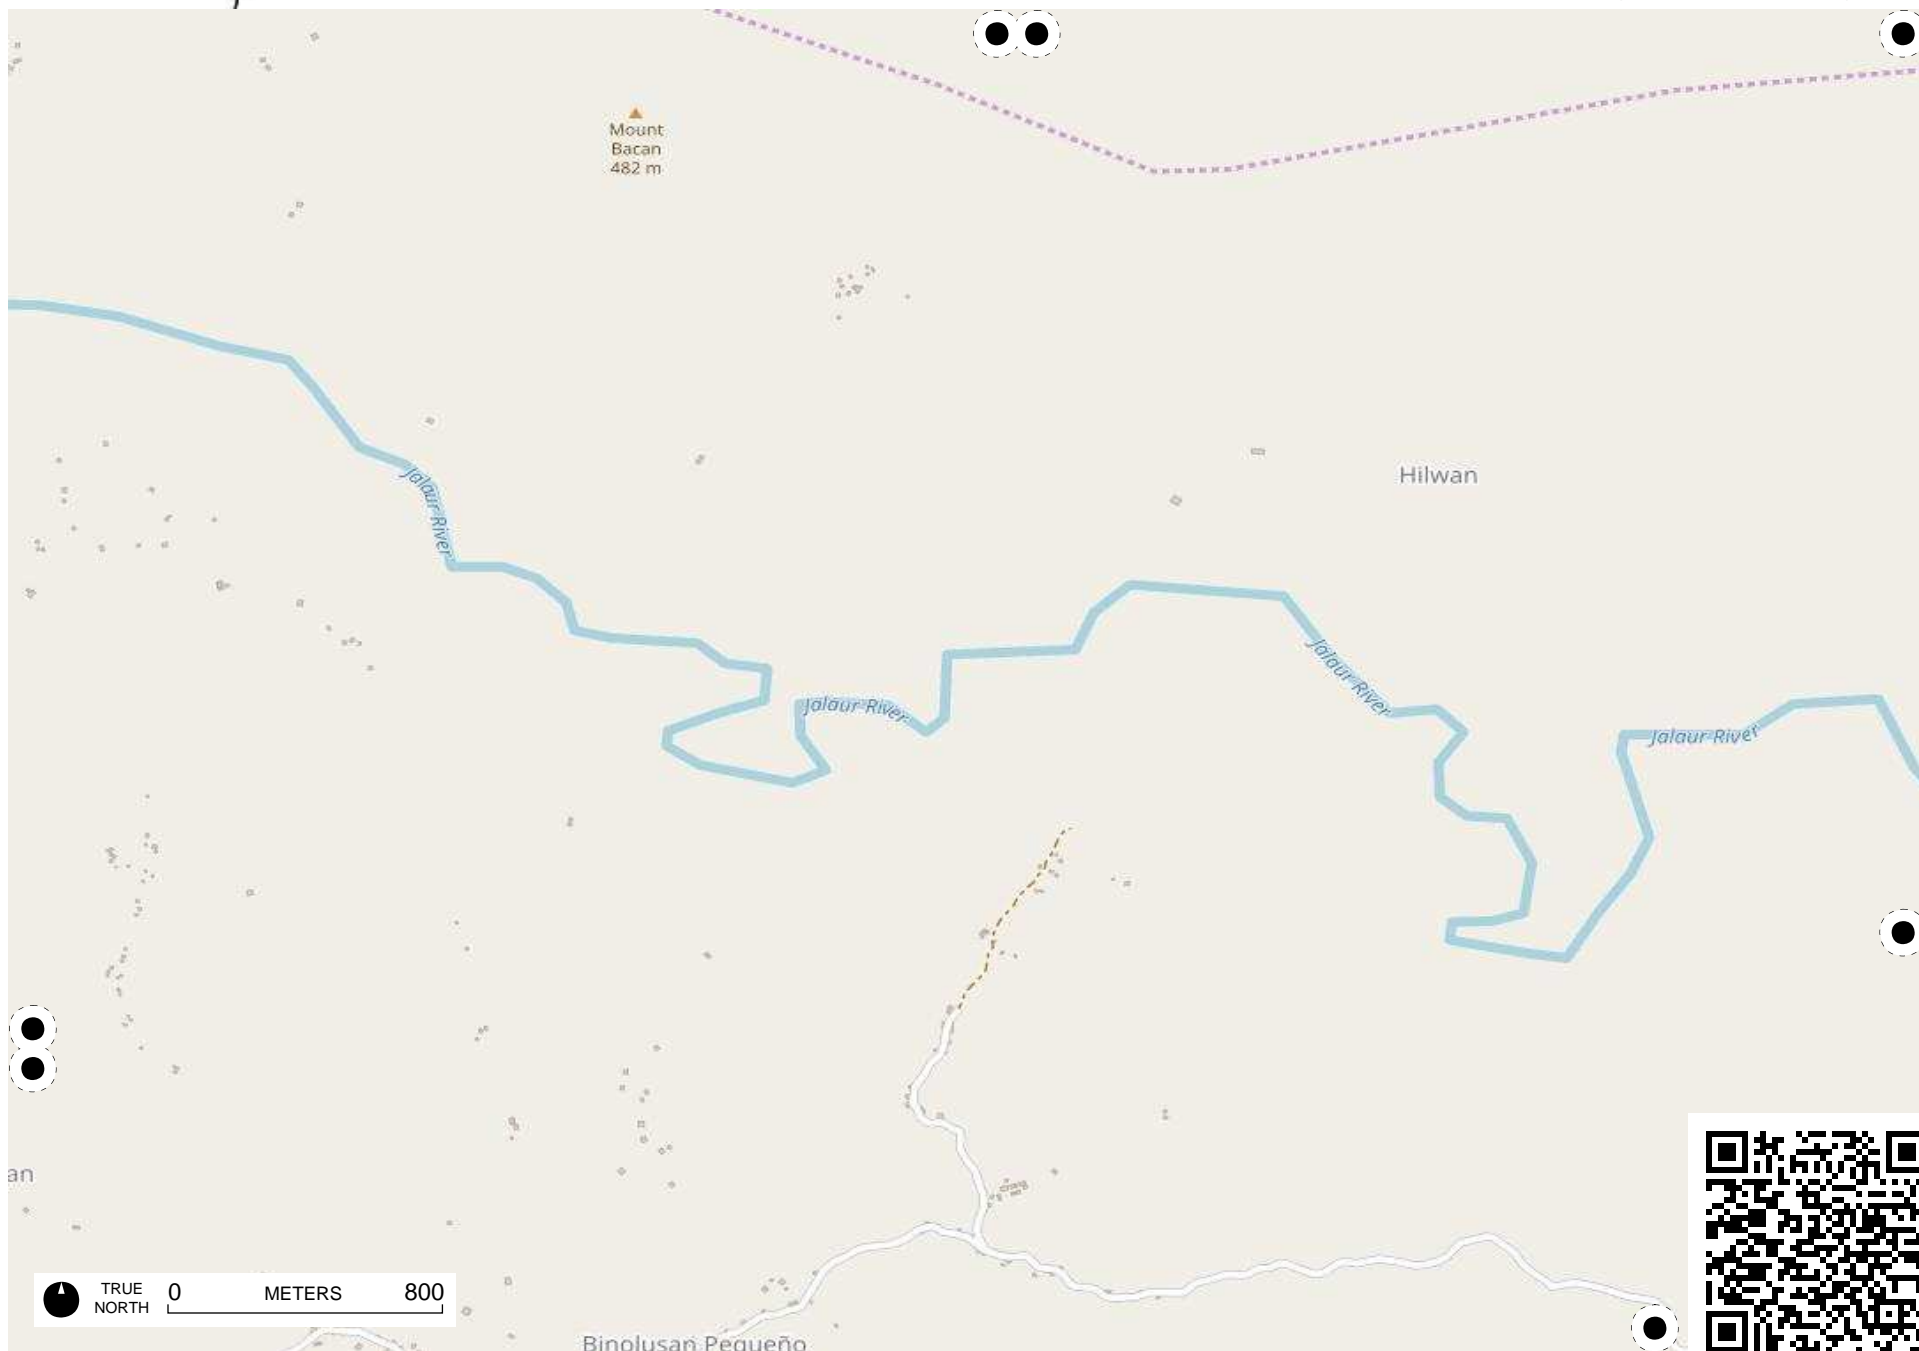 Mount
Bacan
482 m
Hilwan
Jalaur River
Jalaur River
Jalaur River
Jalaur River
an
TRUE
NORTH
0 METERS 800
Binolusan Pequeño